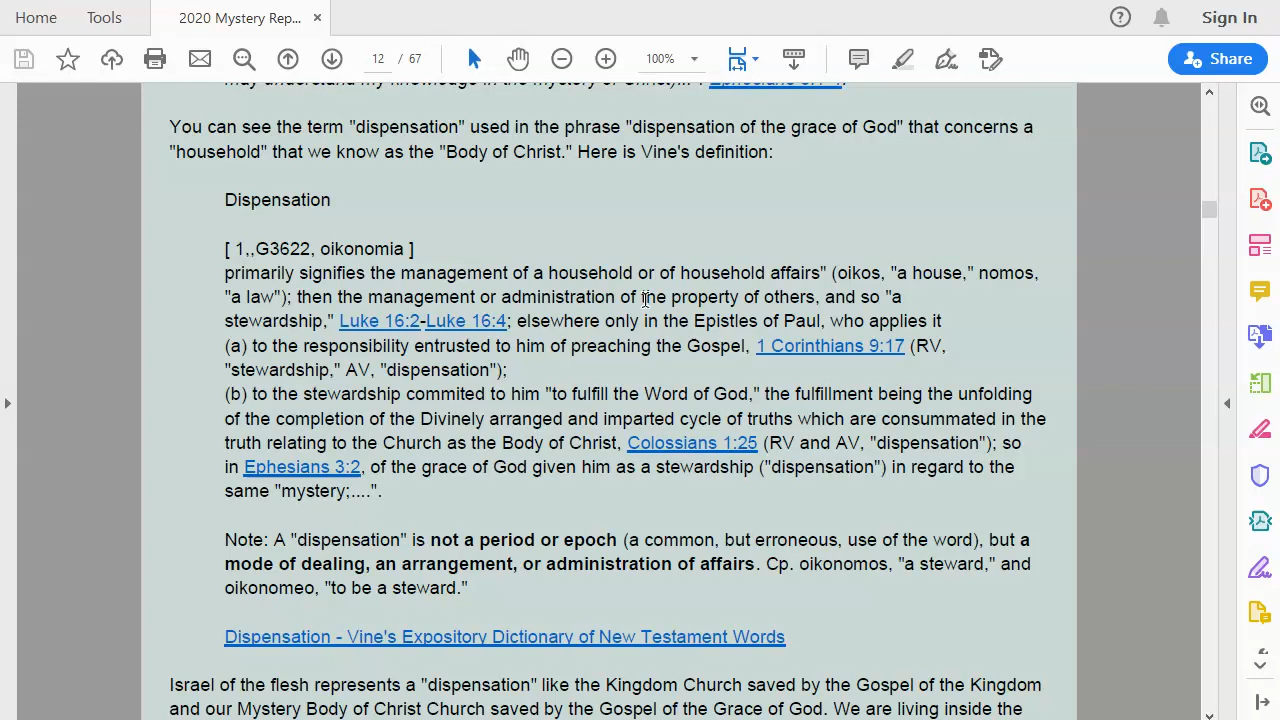 Home Tools 2020 Mystery Rep... × Sign In
12 / 67 100% Share
You can see the term "dispensation" used in the phrase "dispensation of the grace of God" that concerns a
"household" that we know as the "Body of Christ." Here is Vine's definition:
Dispensation
[ 1,,G3622, oikonomia ]
primarily signifies the management of a household or of household affairs" (oikos, "a house," nomos,
"a law"); then the management or administration of the property of others, and so "a
stewardship," Luke 16:2-Luke 16:4; elsewhere only in the Epistles of Paul, who applies it
(a) to the responsibility entrusted to him of preaching the Gospel, 1 Corinthians 9:17 (RV,
"stewardship," AV, "dispensation");
(b) to the stewardship commited to him "to fulfill the Word of God," the fulfillment being the unfolding
of the completion of the Divinely arranged and imparted cycle of truths which are consummated in the
truth relating to the Church as the Body of Christ, Colossians 1:25 (RV and AV, "dispensation"); so
in Ephesians 3:2, of the grace of God given him as a stewardship ("dispensation") in regard to the
same "mystery;....".
Note: A "dispensation" is not a period or epoch (a common, but erroneous, use of the word), but a
mode of dealing, an arrangement, or administration of affairs. Cp. oikonomos, "a steward," and
oikonomeo, "to be a steward."
Dispensation - Vine's Expository Dictionary of New Testament Words
Israel of the flesh represents a "dispensation" like the Kingdom Church saved by the Gospel of the Kingdom
and our Mystery Body of Christ Church saved by the Gospel of the Grace of God. We are living inside the